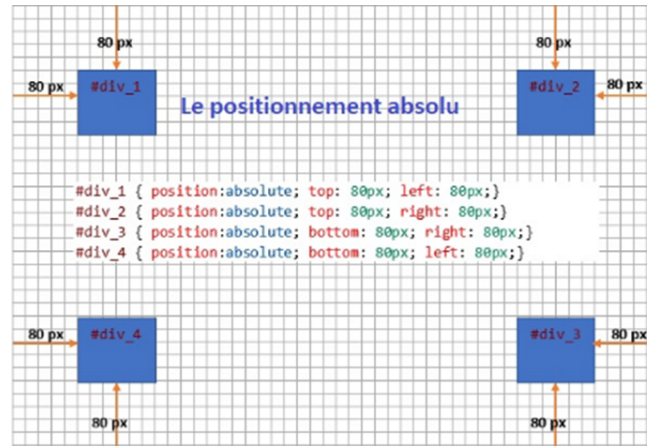 80 px 80 px
80 px #div_1 #div_2 80 px
Le positionnement absolu
#div_1 { position:absolute; top: 80px; left: 80px;}
#div_2 { position:absolute; top: 80px; right: 80px;}
#div_3 { position:absolute; bottom: 80px; right: 80px;}
#div_4 { position:absolute; bottom: 80px; left: 80px;}
80 px #div_4 #div_3 80 px
80 px 80 px